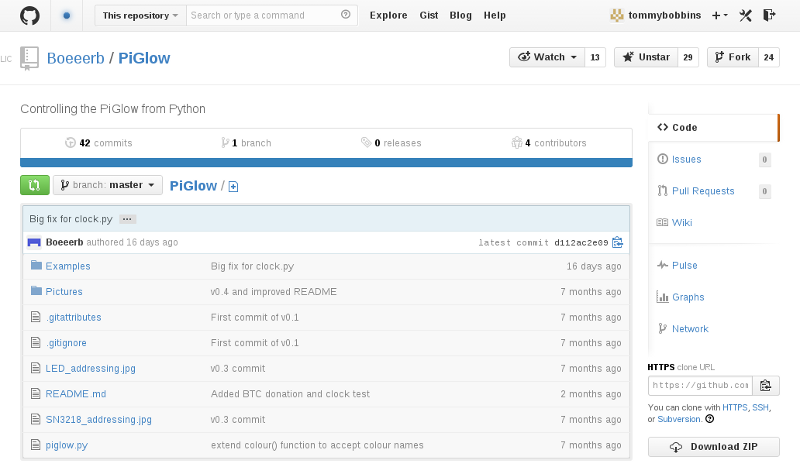 This repository Search or type a command Explore Gist Blog Help tommybobbins
LIC Boeeerb / PiGlow Watch 13 Unstar 29 Fork 24
Controlling the PiGlow from Python
42 commits 1 branch 0 releases 4 contributors
branch: master PiGlow /
Big fix for clock.py ...
Boeeerb authored 16 days ago latest commit d112ac2e09
Examples Big fix for clock.py 16 days ago
Pictures v0.4 and improved README 7 months ago
.gitattributes First commit of v0.1 7 months ago
.gitignore First commit of v0.1 7 months ago
LED_addressing.jpg v0.3 commit 7 months ago
README.md Added BTC donation and clock test 2 months ago
SN3218_addressing.jpg v0.3 commit 7 months ago
piglow.py extend colour() function to accept colour names 7 months ago
Code
Issues 0
Pull Requests 0
Wiki
Pulse
Graphs
Network
HTTPS clone URL
https://github.com
You can clone with HTTPS, SSH,
or Subversion.
Download ZIP